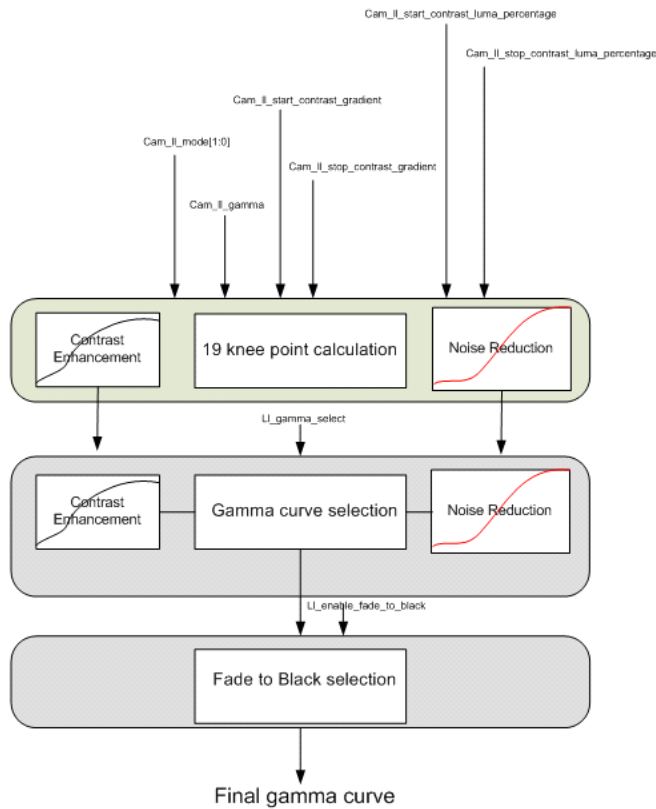 Cam_ll_start_contrast_luma_percentage
Cam_ll_stop_contrast_luma_percentage
Cam_ll_start_contrast_gradient
Cam_ll_mode[1:0]
Cam_ll_stop_contrast_gradient
Cam_ll_gamma
Contrast
Enhancement
19 knee point calculation
Noise Reduction
Ll_gamma_select
Contrast
Enhancement
Gamma curve selection
Noise Reduction
Ll_enable_fade_to_black
Fade to Black selection
Final gamma curve